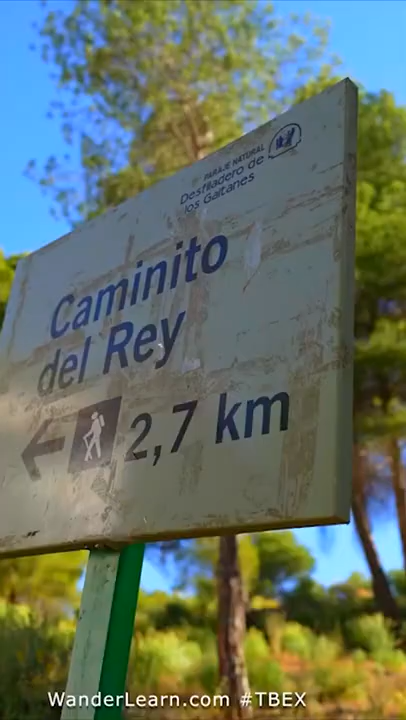 PARAJE NATURAL
Desfiladero de
los Gaitanes
Caminito
del Rey
2,7 km
WanderLearn.com #TBEX